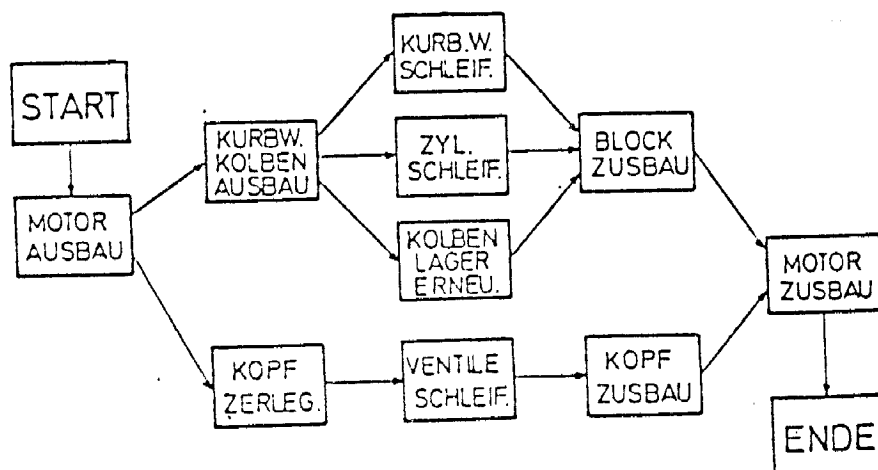 START
MOTOR
AUSBAU
KURBW.
KOLBEN
AUSBAU
KURB.W.
SCHLEIF.
ZYL.
SCHLEIF.
KOLBEN
LAGER
ERNEU.
BLOCK
ZUSBAU
KOPF
ZERLEG.
VENTILE
SCHLEIF.
KOPF
ZUSBAU
MOTOR
ZUSBAU
ENDE